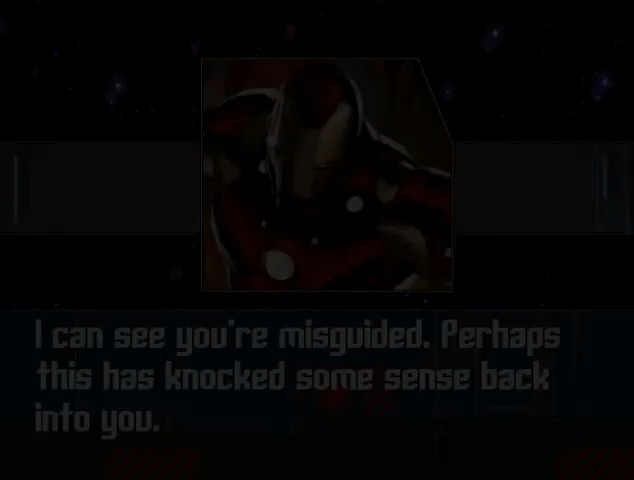 I can see you're misguided. Perhaps
this has knocked some sense back
into you.